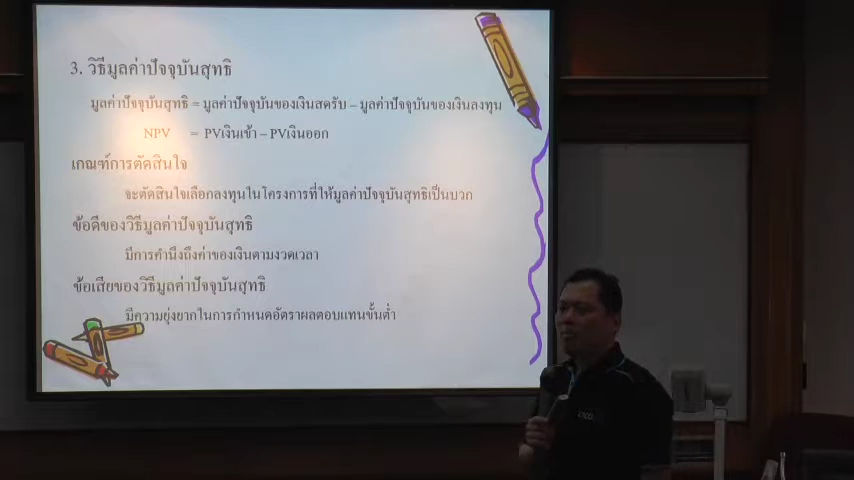 3. วิธีมูลค่าปัจจุบันสุทธิ
มูลค่าปัจจุบันสุทธิ = มูลค่าปัจจุบันของเงินสดรับ – มูลค่าปัจจุบันของเงินลงทุน
NPV = PVเงินเข้า – PVเงินออก
เกณฑ์การตัดสินใจ
จะตัดสินใจเลือกลงทุนในโครงการที่ให้มูลค่าปัจจุบันสุทธิเป็นบวก
ข้อดีของวิธีมูลค่าปัจจุบันสุทธิ
มีการคำนึงถึงค่าของเงินตามงวดเวลา
ข้อเสียของวิธีมูลค่าปัจจุบันสุทธิ
มีความยุ่งยากในการกำหนดอัตราผลตอบแทนขั้นต่ำ